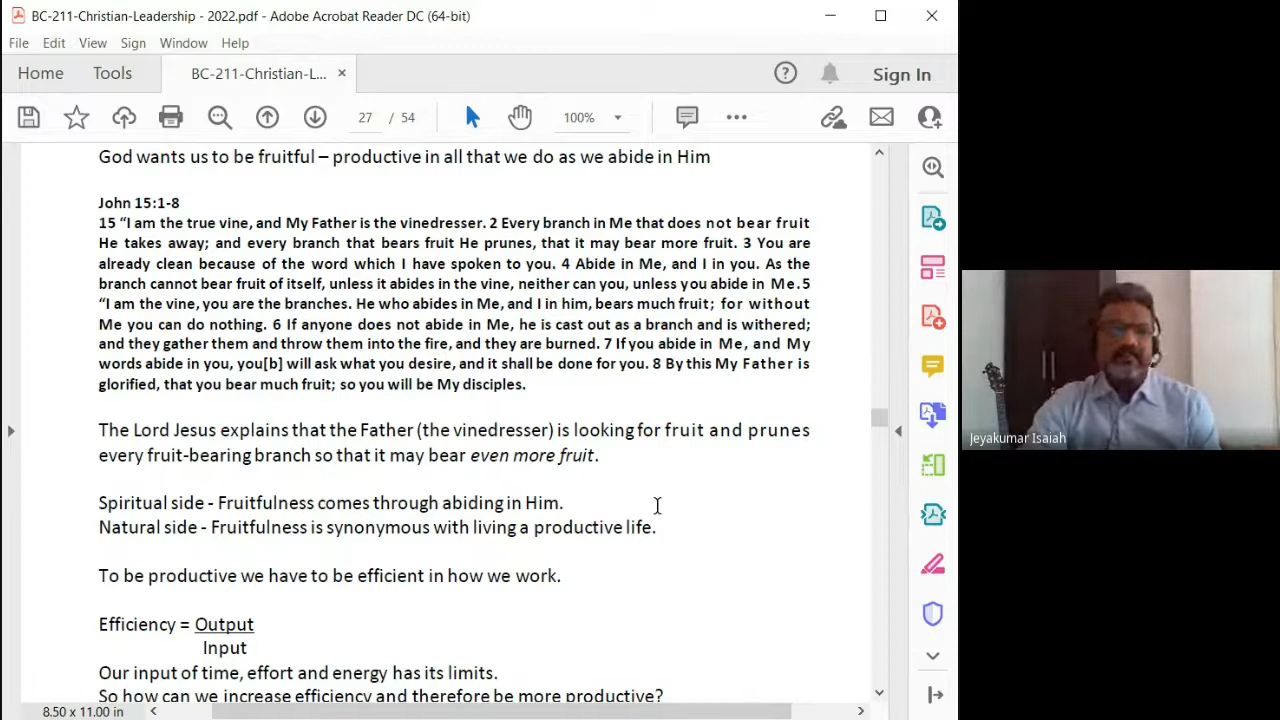 BC-211-Christian-Leadership - 2022.pdf - Adobe Acrobat Reader DC (64-bit)
File Edit View Sign Window Help
Home Tools BC-211-Christian-L... × Sign In
27 / 54 100%
God wants us to be fruitful – productive in all that we do as we abide in Him
John 15:1-8
15 “I am the true vine, and My Father is the vinedresser. 2 Every branch in Me that does not bear fruit
He takes away; and every branch that bears fruit He prunes, that it may bear more fruit. 3 You are
already clean because of the word which I have spoken to you. 4 Abide in Me, and I in you. As the
branch cannot bear fruit of itself, unless it abides in the vine, neither can you, unless you abide in Me.5
“I am the vine, you are the branches. He who abides in Me, and I in him, bears much fruit; for without
Me you can do nothing. 6 If anyone does not abide in Me, he is cast out as a branch and is withered;
and they gather them and throw them into the fire, and they are burned. 7 If you abide in Me, and My
words abide in you, you[b] will ask what you desire, and it shall be done for you. 8 By this My Father is
glorified, that you bear much fruit; so you will be My disciples.
The Lord Jesus explains that the Father (the vinedresser) is looking for fruit and prunes
every fruit-bearing branch so that it may bear even more fruit.
Spiritual side - Fruitfulness comes through abiding in Him.
Natural side - Fruitfulness is synonymous with living a productive life.
To be productive we have to be efficient in how we work.
Efficiency = Output
Input
Our input of time, effort and energy has its limits.
So how can we increase efficiency and therefore be more productive?
8.50 x 11.00 in
Jeyakumar Isaiah